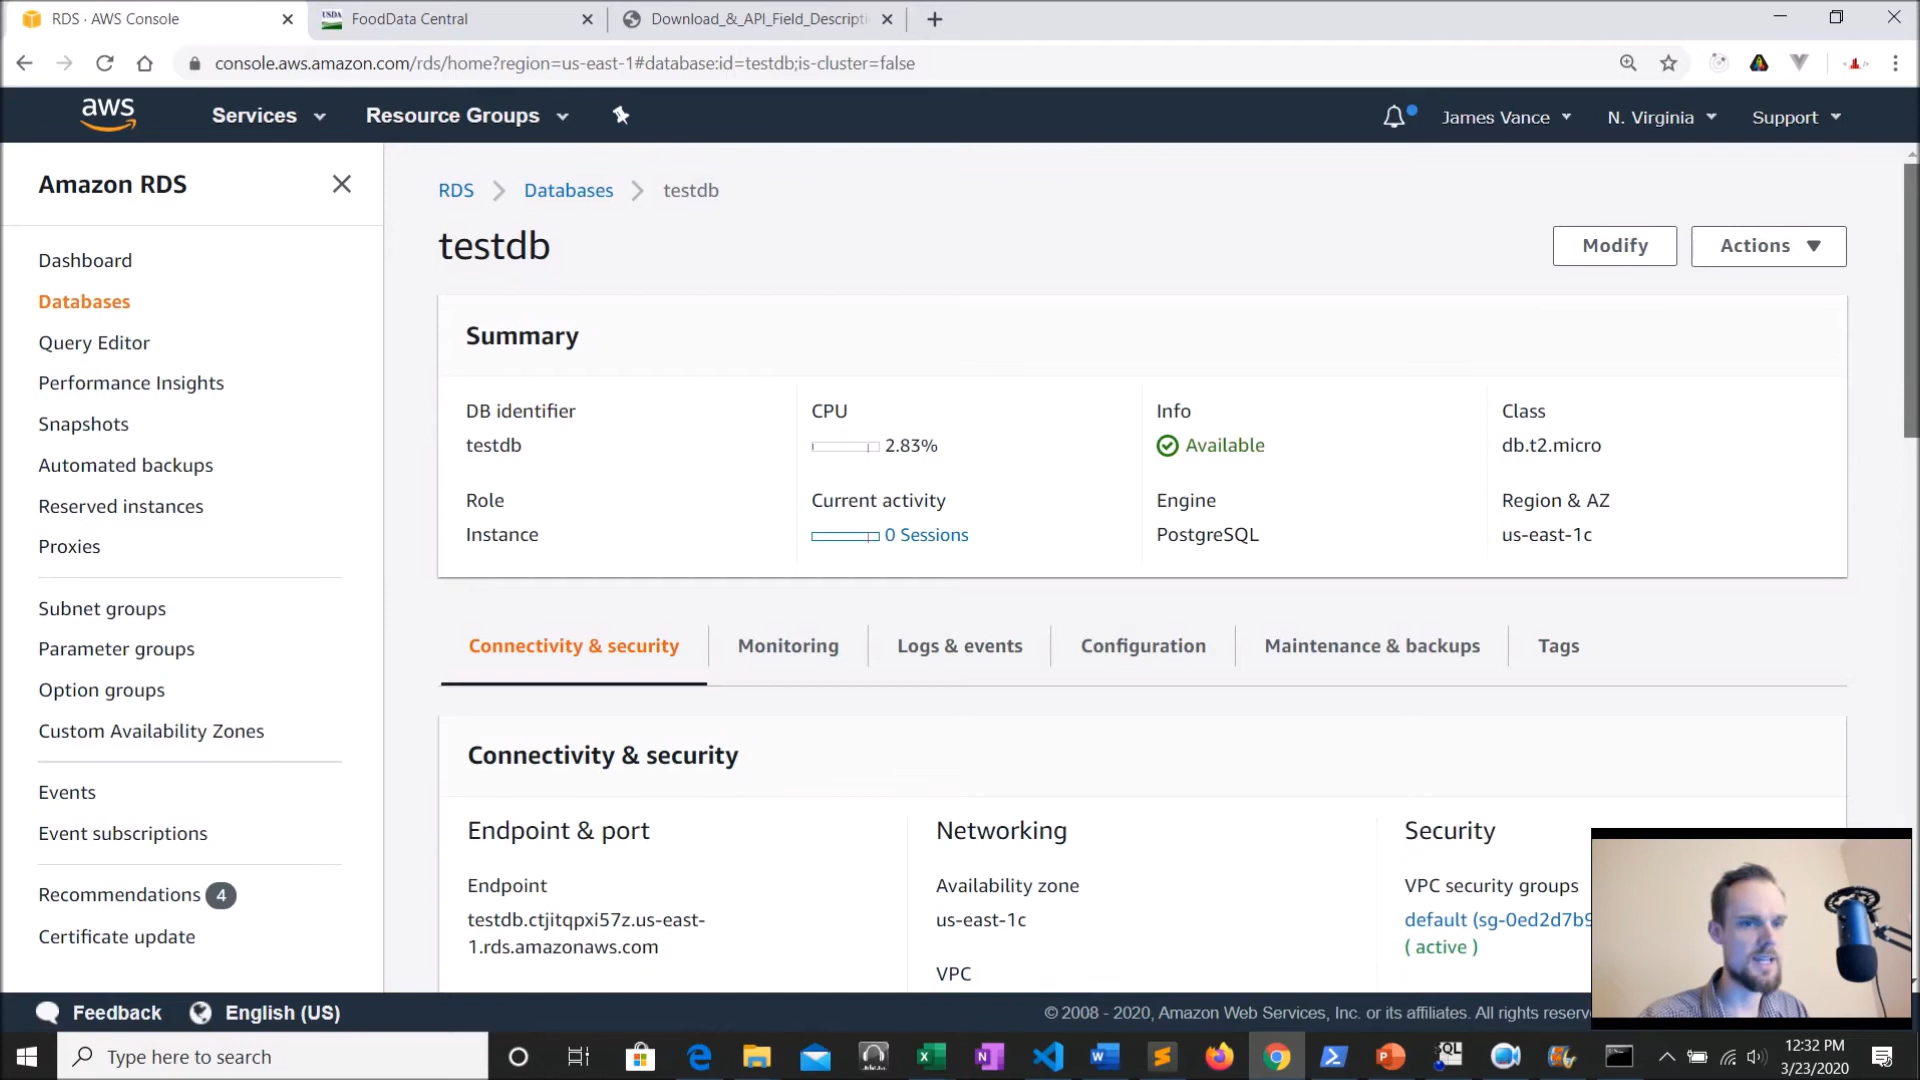 RDS · AWS Console
USDA
FoodData Central
Download_&_API_Field_Descripti
console.aws.amazon.com/rds/home?region=us-east-1#database:id=testdb;is-cluster=false
aws
Services
Resource Groups
James Vance
N. Virginia
Support
Amazon RDS
Dashboard
Databases
Query Editor
Performance Insights
Snapshots
Automated backups
Reserved instances
Proxies
Subnet groups
Parameter groups
Option groups
Custom Availability Zones
Events
Event subscriptions
Recommendations 4
Certificate update
RDS
Databases
testdb
testdb
Modify
Actions
Summary
DB identifier
testdb
CPU
2.83%
Info
Available
Class
db.t2.micro
Role
Instance
Current activity
0 Sessions
Engine
PostgreSQL
Region & AZ
us-east-1c
Connectivity & security
Monitoring
Logs & events
Configuration
Maintenance & backups
Tags
Connectivity & security
Endpoint & port
Endpoint
testdb.ctjitqpxi57z.us-east-
1.rds.amazonaws.com
Networking
Availability zone
us-east-1c
VPC
Security
VPC security groups
default (sg-0ed2d7b9
( active )
Feedback
English (US)
© 2008 - 2020, Amazon Web Services, Inc. or its affiliates. All rights reserv
Type here to search
12:32 PM
3/23/2020